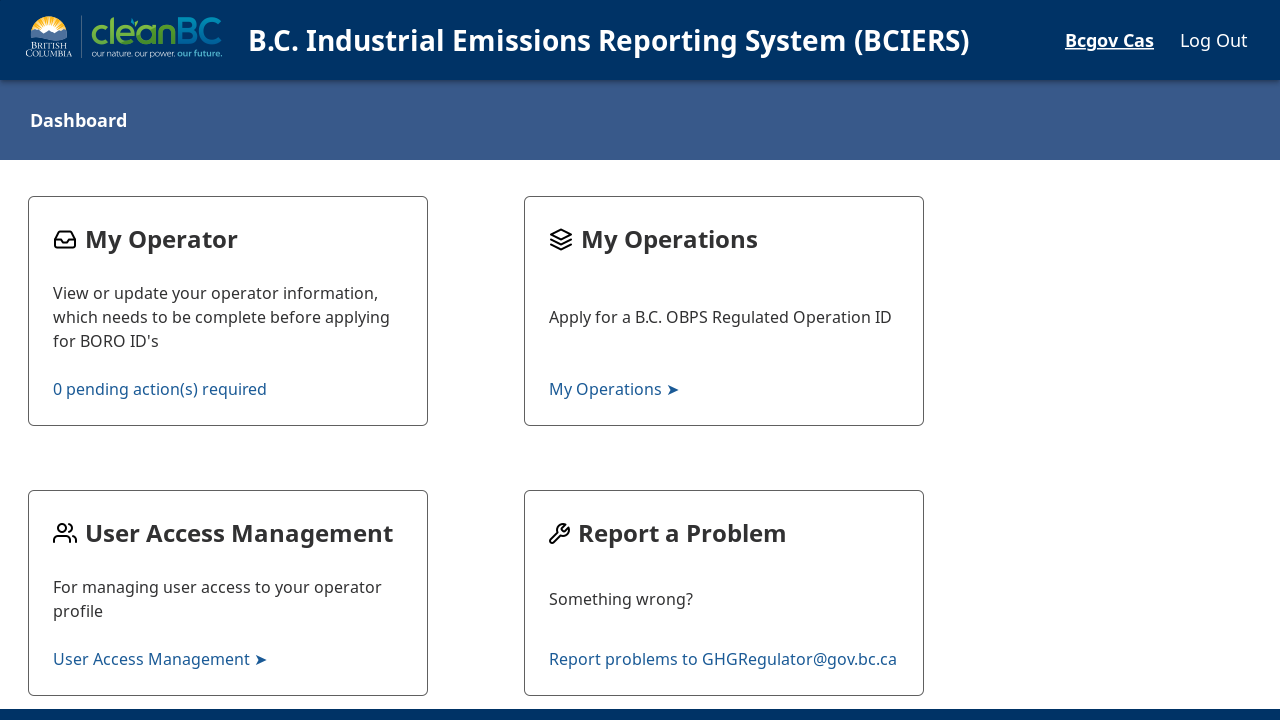 BRITISH
COLUMBIA
cleanBC
our nature. our power. our future.
B.C. Industrial Emissions Reporting System (BCIERS)
Bcgov Cas
Log Out
Dashboard
My Operator
View or update your operator information,
which needs to be complete before applying
for BORO ID's
0 pending action(s) required
My Operations
Apply for a B.C. OBPS Regulated Operation ID
My Operations ➤
User Access Management
For managing user access to your operator
profile
User Access Management ➤
Report a Problem
Something wrong?
Report problems to GHGRegulator@gov.bc.ca